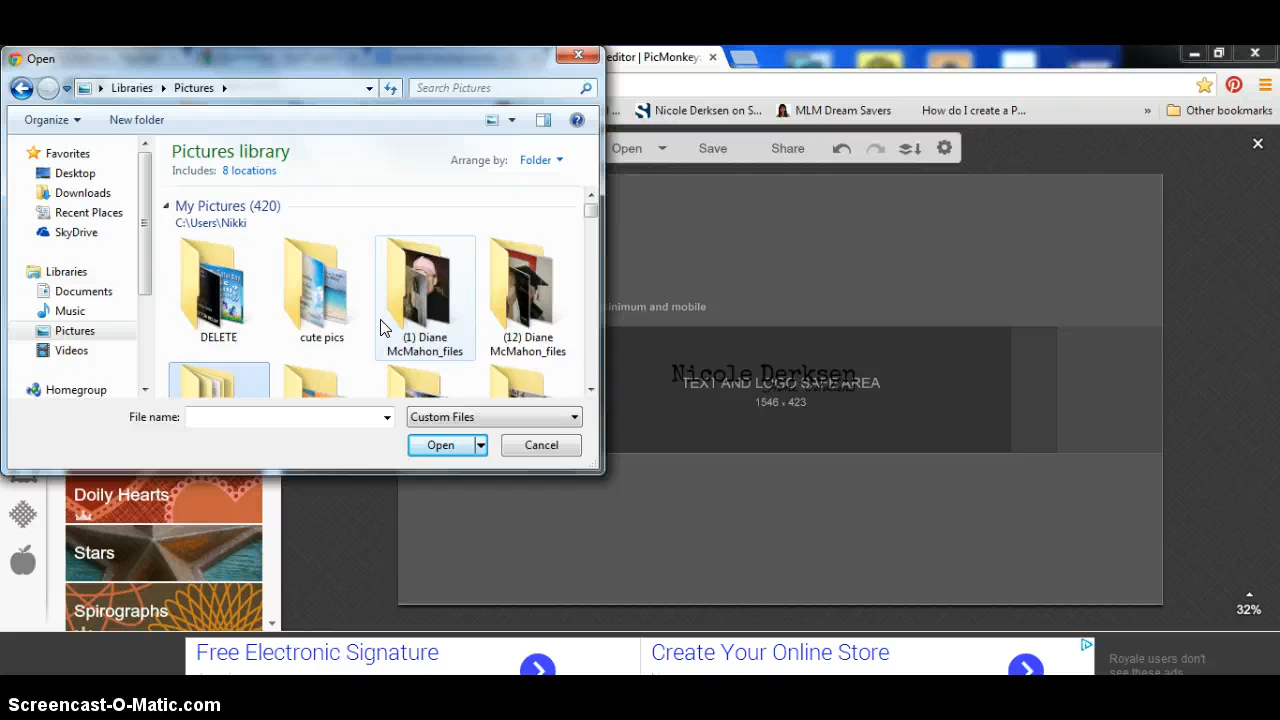 Open
editor | PicMonkey:
Libraries
Pictures
Search Pictures
Nicole Derksen on S...
MLM Dream Savers
How do I create a P...
»
Other bookmarks
Organize
New folder
Open
Save
Share
Favorites
Desktop
Downloads
Recent Places
SkyDrive
Libraries
Documents
Music
Pictures
Videos
Homegroup
Pictures library
Includes: 8 locations
Arrange by: Folder
My Pictures (420)
C:\Users\Nikki
DELETE
cute pics
(1) Diane
McMahon_files
(12) Diane
McMahon_files
File name:
Custom Files
Open
Cancel
inimum and mobile
Nicole Derksen
TEXT AND LOGO SAFE AREA
1546 x 423
Doily Hearts
Stars
Spirographs
32%
Free Electronic Signature
Create Your Online Store
Royale users don't
see these ads
Screencast-O-Matic.com